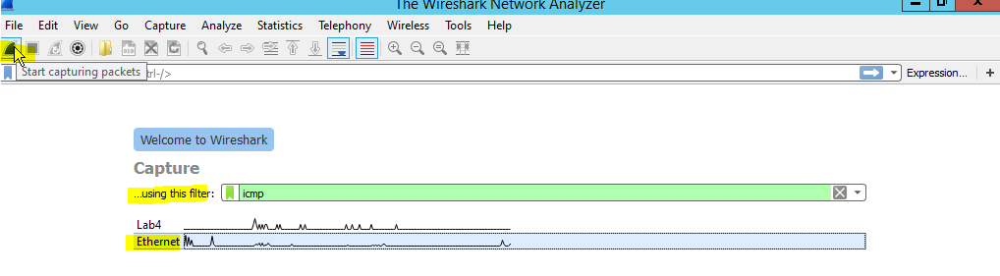 The Wireshark Network Analyzer
File Edit View Go Capture Analyze Statistics Telephony Wireless Tools Help
Start capturing packets
trl-/> Expression... +
Welcome to Wireshark
Capture
...using this filter: icmp
Lab4
Ethernet